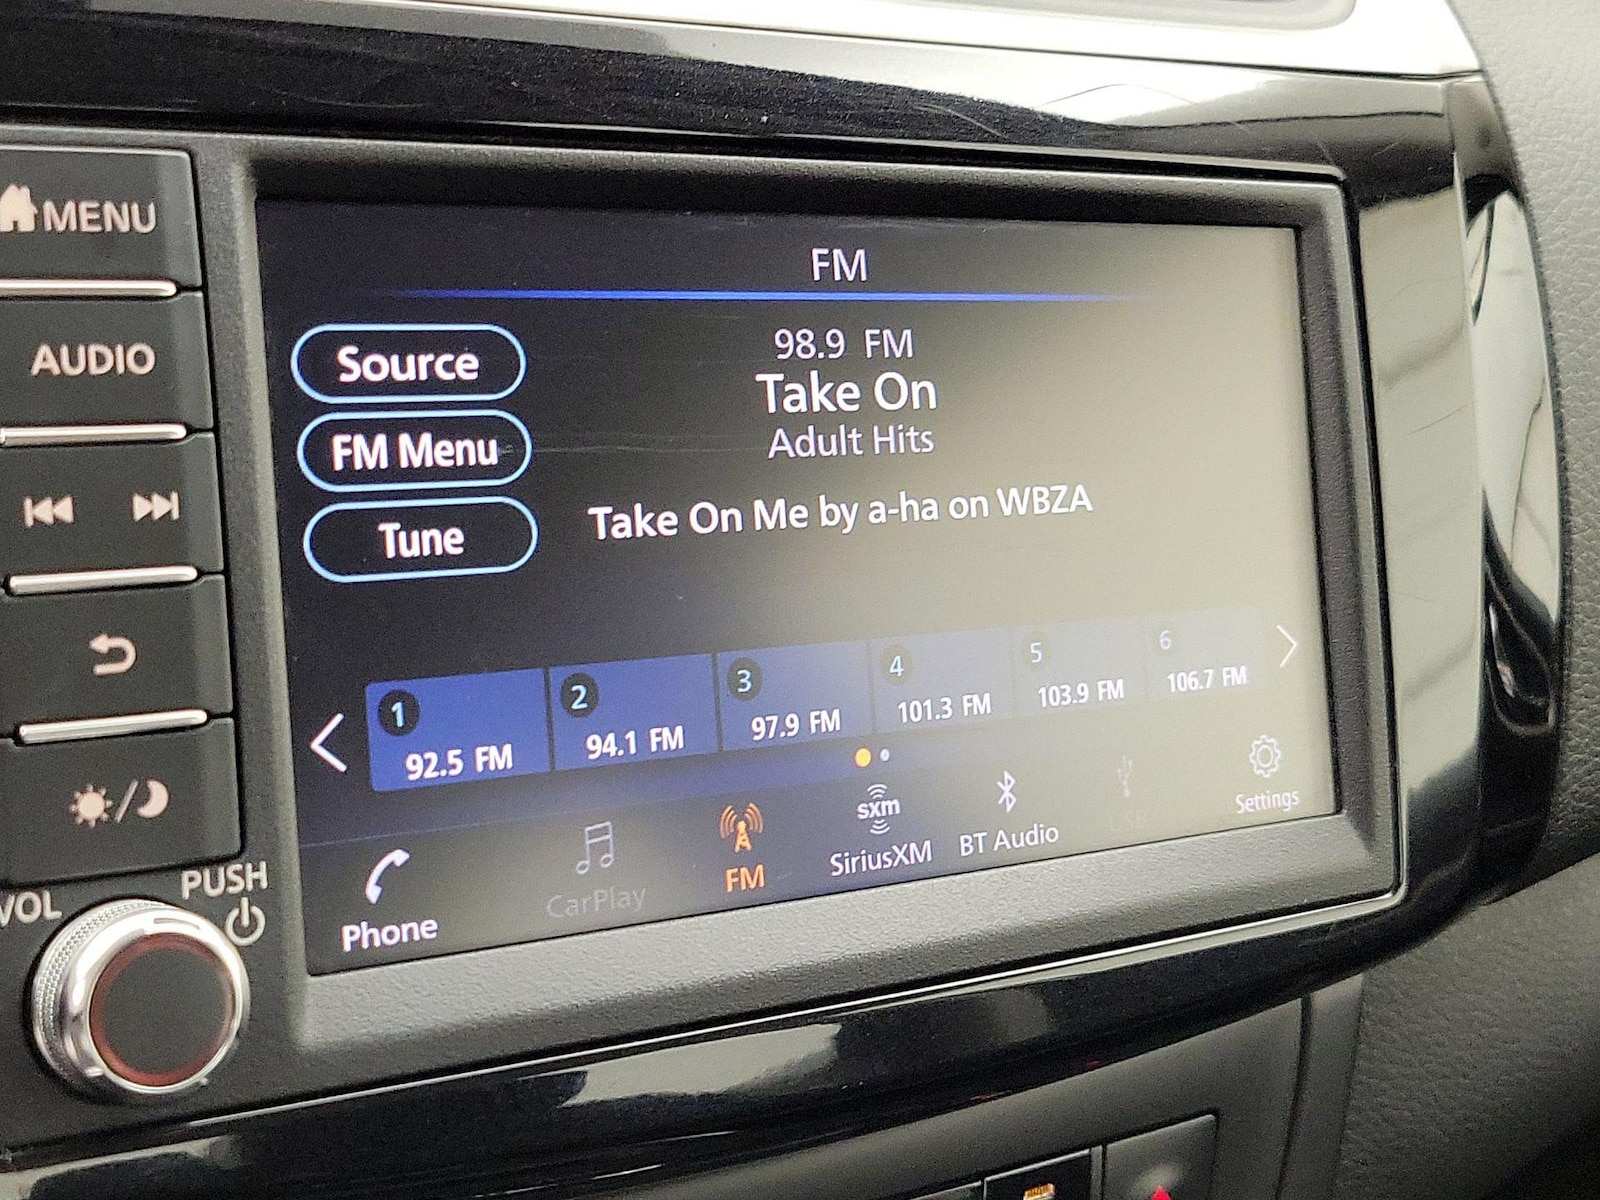 MENU
AUDIO
VOL
PUSH
FM
98.9 FM
Take On
Adult Hits
Take On Me by a-ha on WBZA
Source
FM Menu
Tune
1
92.5 FM
2
94.1 FM
3
97.9 FM
4
101.3 FM
5
103.9 FM
6
106.7 FM
Phone
CarPlay
FM
sxm
SiriusXM
BT Audio
Settings